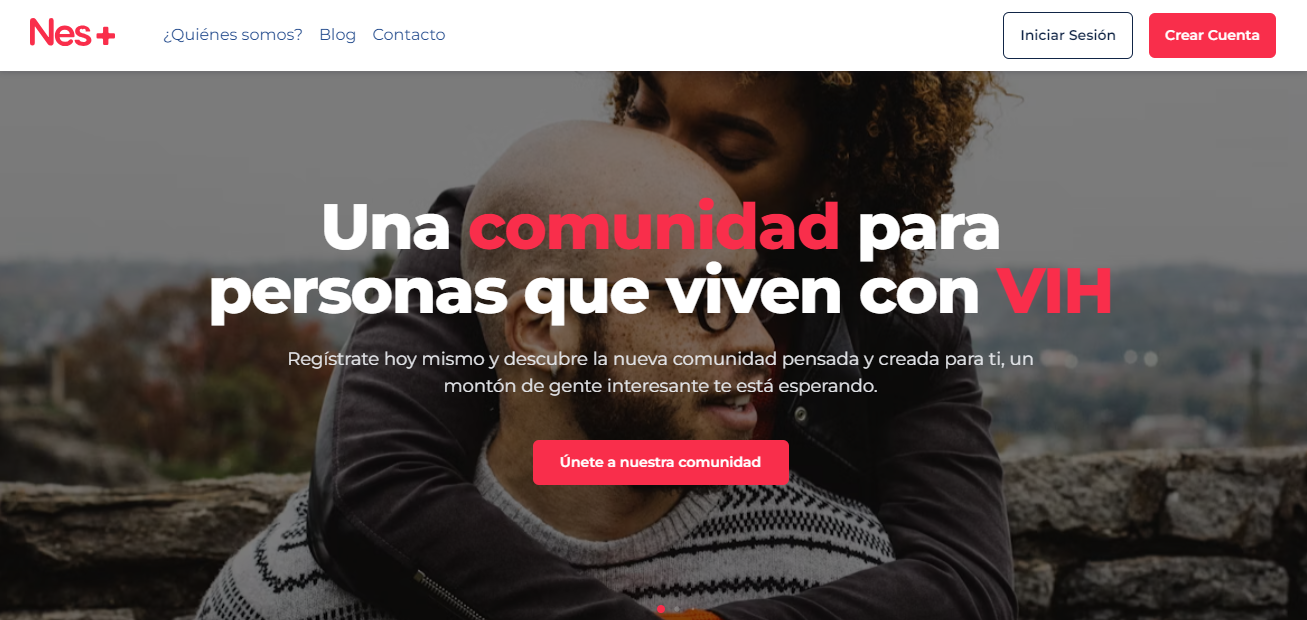 Nes+
¿Quiénes somos? Blog Contacto
Iniciar Sesión
Crear Cuenta
Una comunidad para
personas que viven con VIH
Regístrate hoy mismo y descubre la nueva comunidad pensada y creada para ti, un
montón de gente interesante te está esperando.
Únete a nuestra comunidad